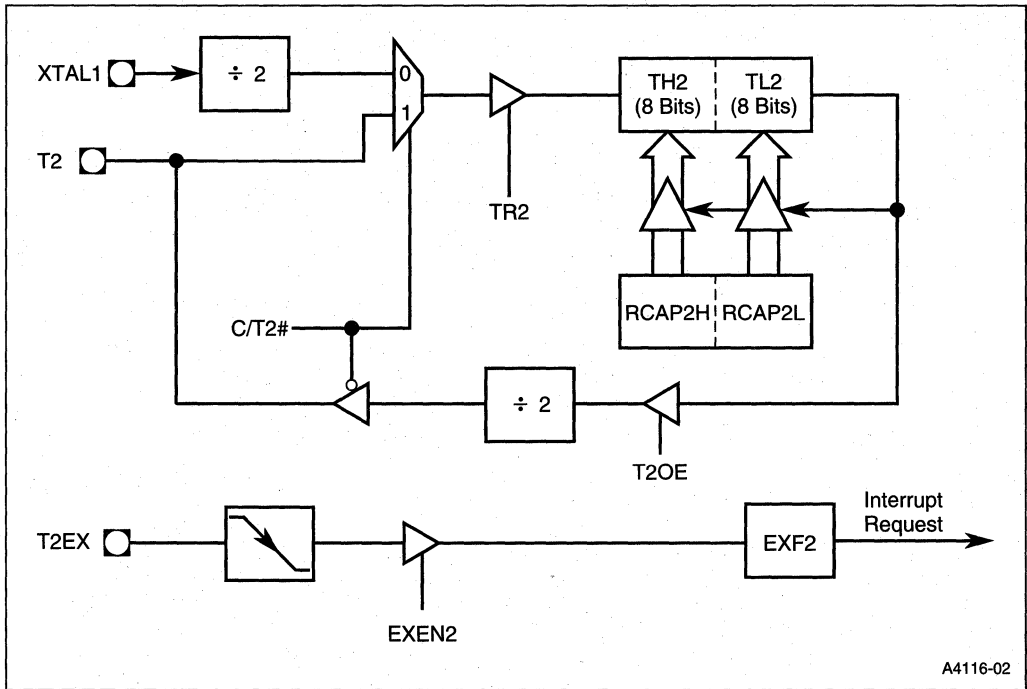 XTAL1
÷ 2
0
1
TH2
(8 Bits)
TL2
(8 Bits)
T2
TR2
RCAP2H
RCAP2L
C/T2#
÷ 2
T2OE
T2EX
EXEN2
EXF2
Interrupt
Request
A4116-02